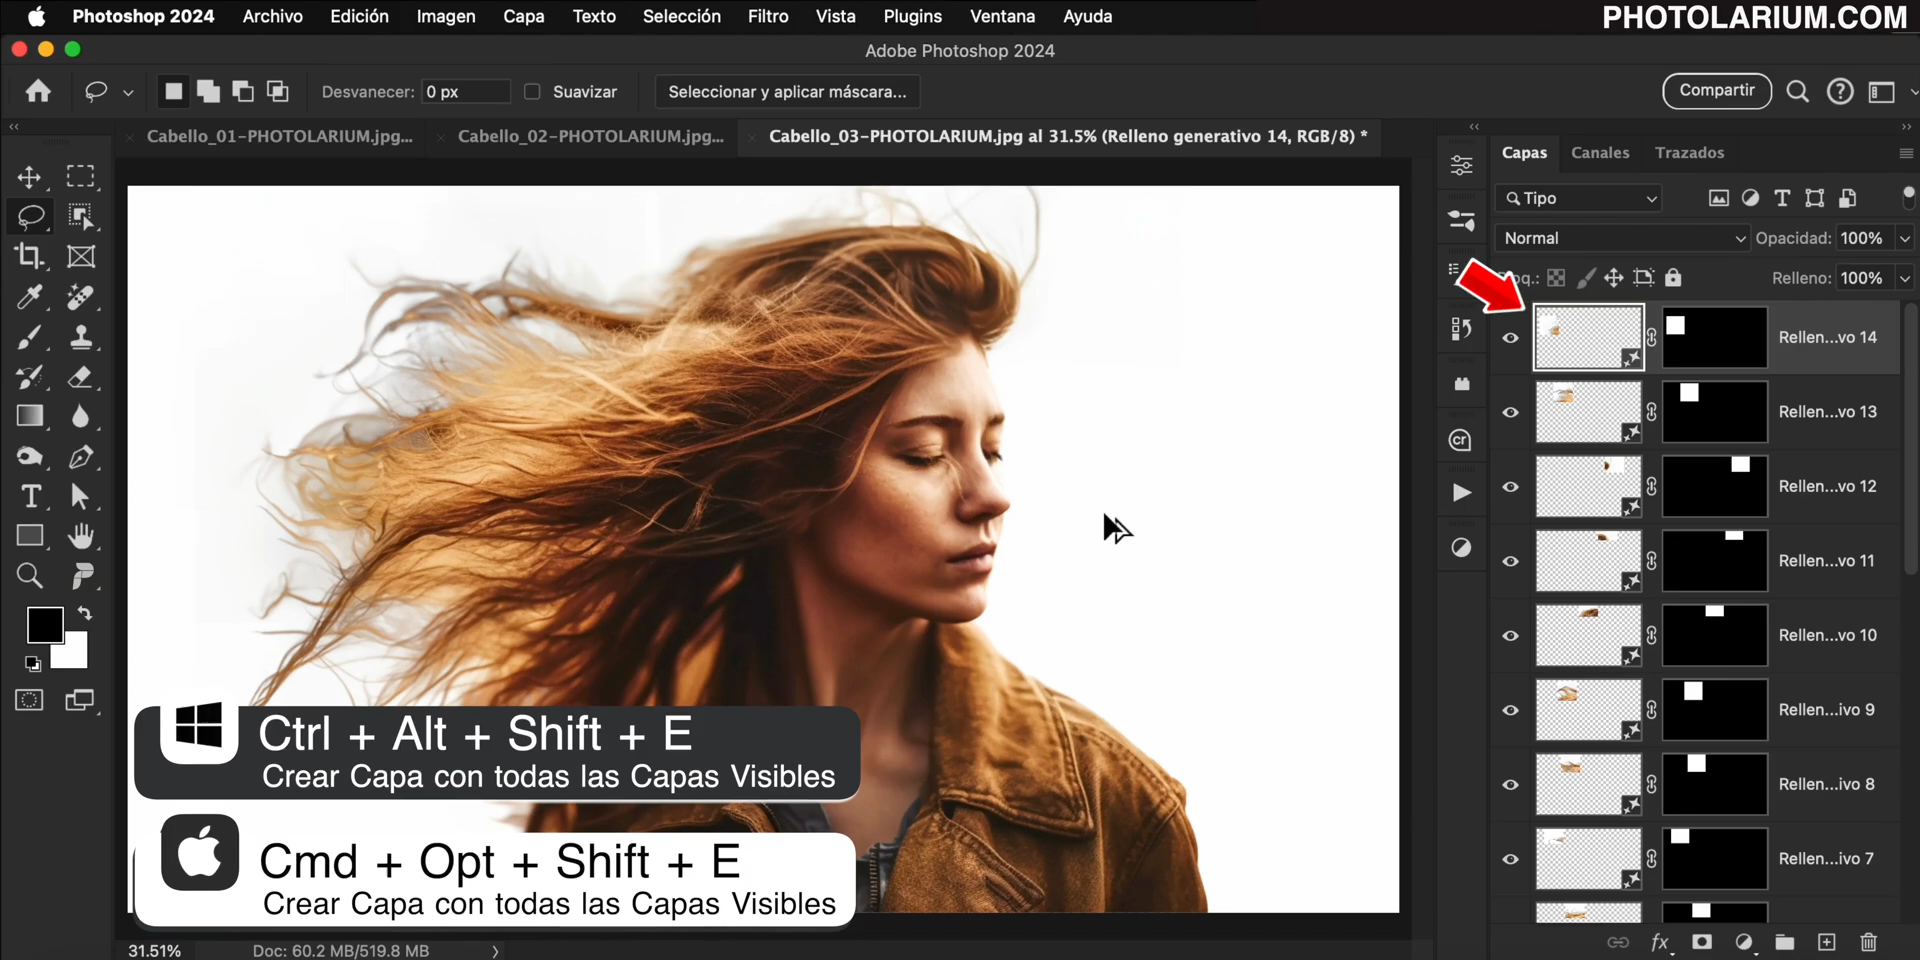 Photoshop 2024 Archivo Edición Imagen Capa Texto Selección Filtro Vista Plugins Ventana Ayuda
PHOTOLARIUM.COM
Adobe Photoshop 2024
Desvanecer: 0 px Suavizar Seleccionar y aplicar máscara... Compartir
Cabello_01-PHOTOLARIUM.jpg... Cabello_02-PHOTOLARIUM.jpg... Cabello_03-PHOTOLARIUM.jpg al 31.5% (Relleno generativo 14, RGB/8) *
Capas Canales Trazados
Tipo
Normal Opacidad: 100%
oq.: Relleno: 100%
Rellen...vo 14
Rellen...vo 13
Rellen...vo 12
Rellen...vo 11
Rellen...vo 10
Rellen...ivo 9
Rellen...ivo 8
Rellen...ivo 7
Ctrl + Alt + Shift + E
Crear Capa con todas las Capas Visibles
Cmd + Opt + Shift + E
Crear Capa con todas las Capas Visibles
31.51% Doc: 60.2 MB/519.8 MB